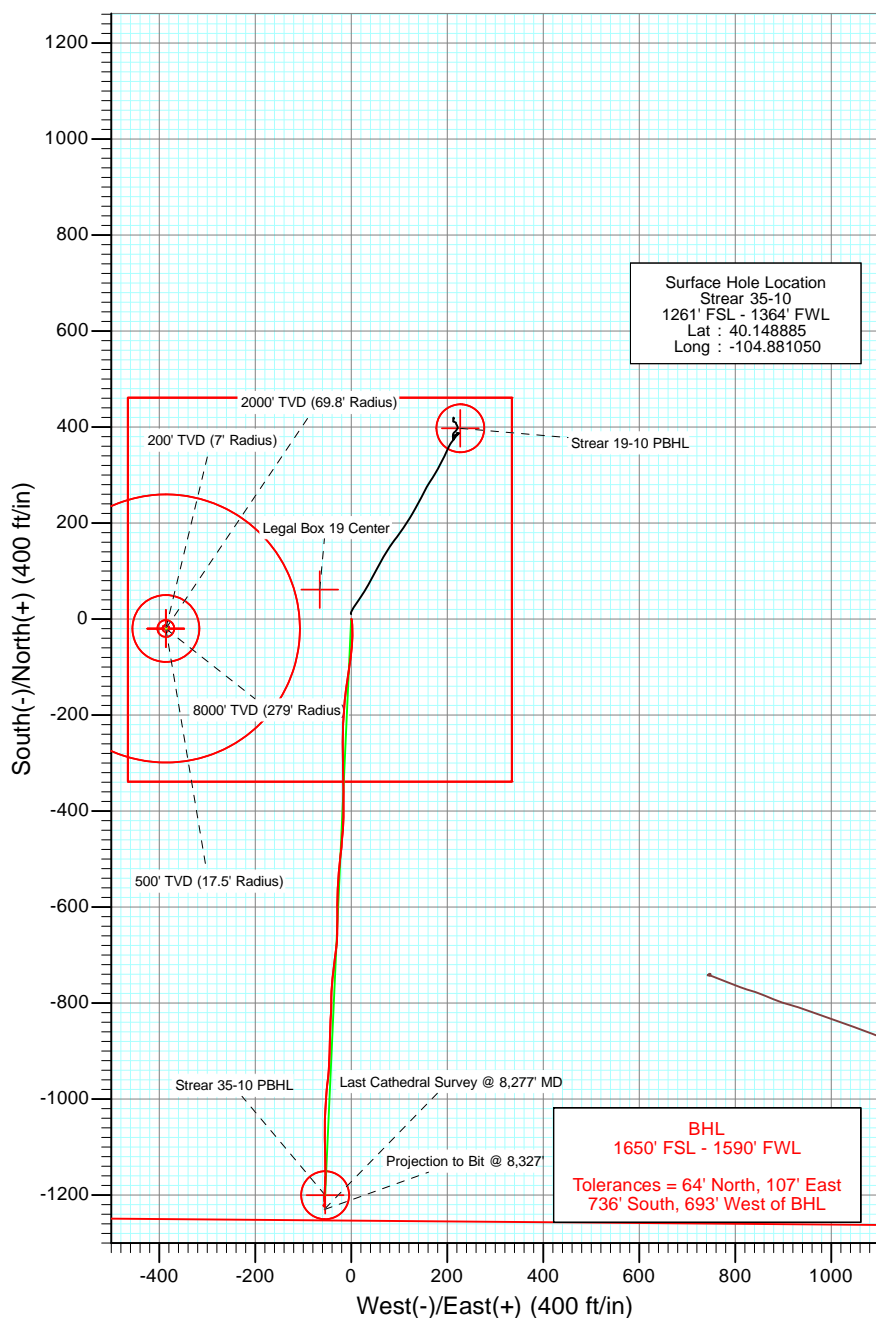 1200
1000
800
600
400
200
0
-200
-400
-600
-800
-1000
-1200
South(-)/North(+) (400 ft/in)
Surface Hole Location
Strear 35-10
1261' FSL - 1364' FWL
Lat : 40.148885
Long : -104.881050
2000' TVD (69.8' Radius)
200' TVD (7' Radius)
Strear 19-10 PBHL
Legal Box 19 Center
8000' TVD (279' Radius)
500' TVD (17.5' Radius)
Strear 35-10 PBHL
Last Cathedral Survey @ 8,277' MD
Projection to Bit @ 8,327'
BHL
1650' FSL - 1590' FWL
Tolerances = 64' North, 107' East
736' South, 693' West of BHL
-400
-200
0
200
400
600
800
1000
West(-)/East(+) (400 ft/in)